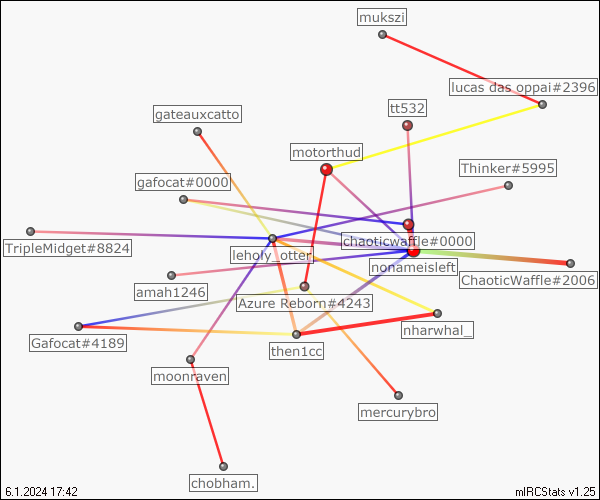 mukszi
lucas das oppai#2396
tt532
gateauxcatto
motorthud
Thinker#5995
gafocat#0000
chaoticwaffle#0000
TripleMidget#8824
leholy_otter
nonameisleft
ChaoticWaffle#2006
amah1246
Azure Reborn#4243
nharwhal_
Gafocat#4189
then1cc
moonraven
mercurybro
chobham.
6.1.2024 17:42
mIRCStats v1.25